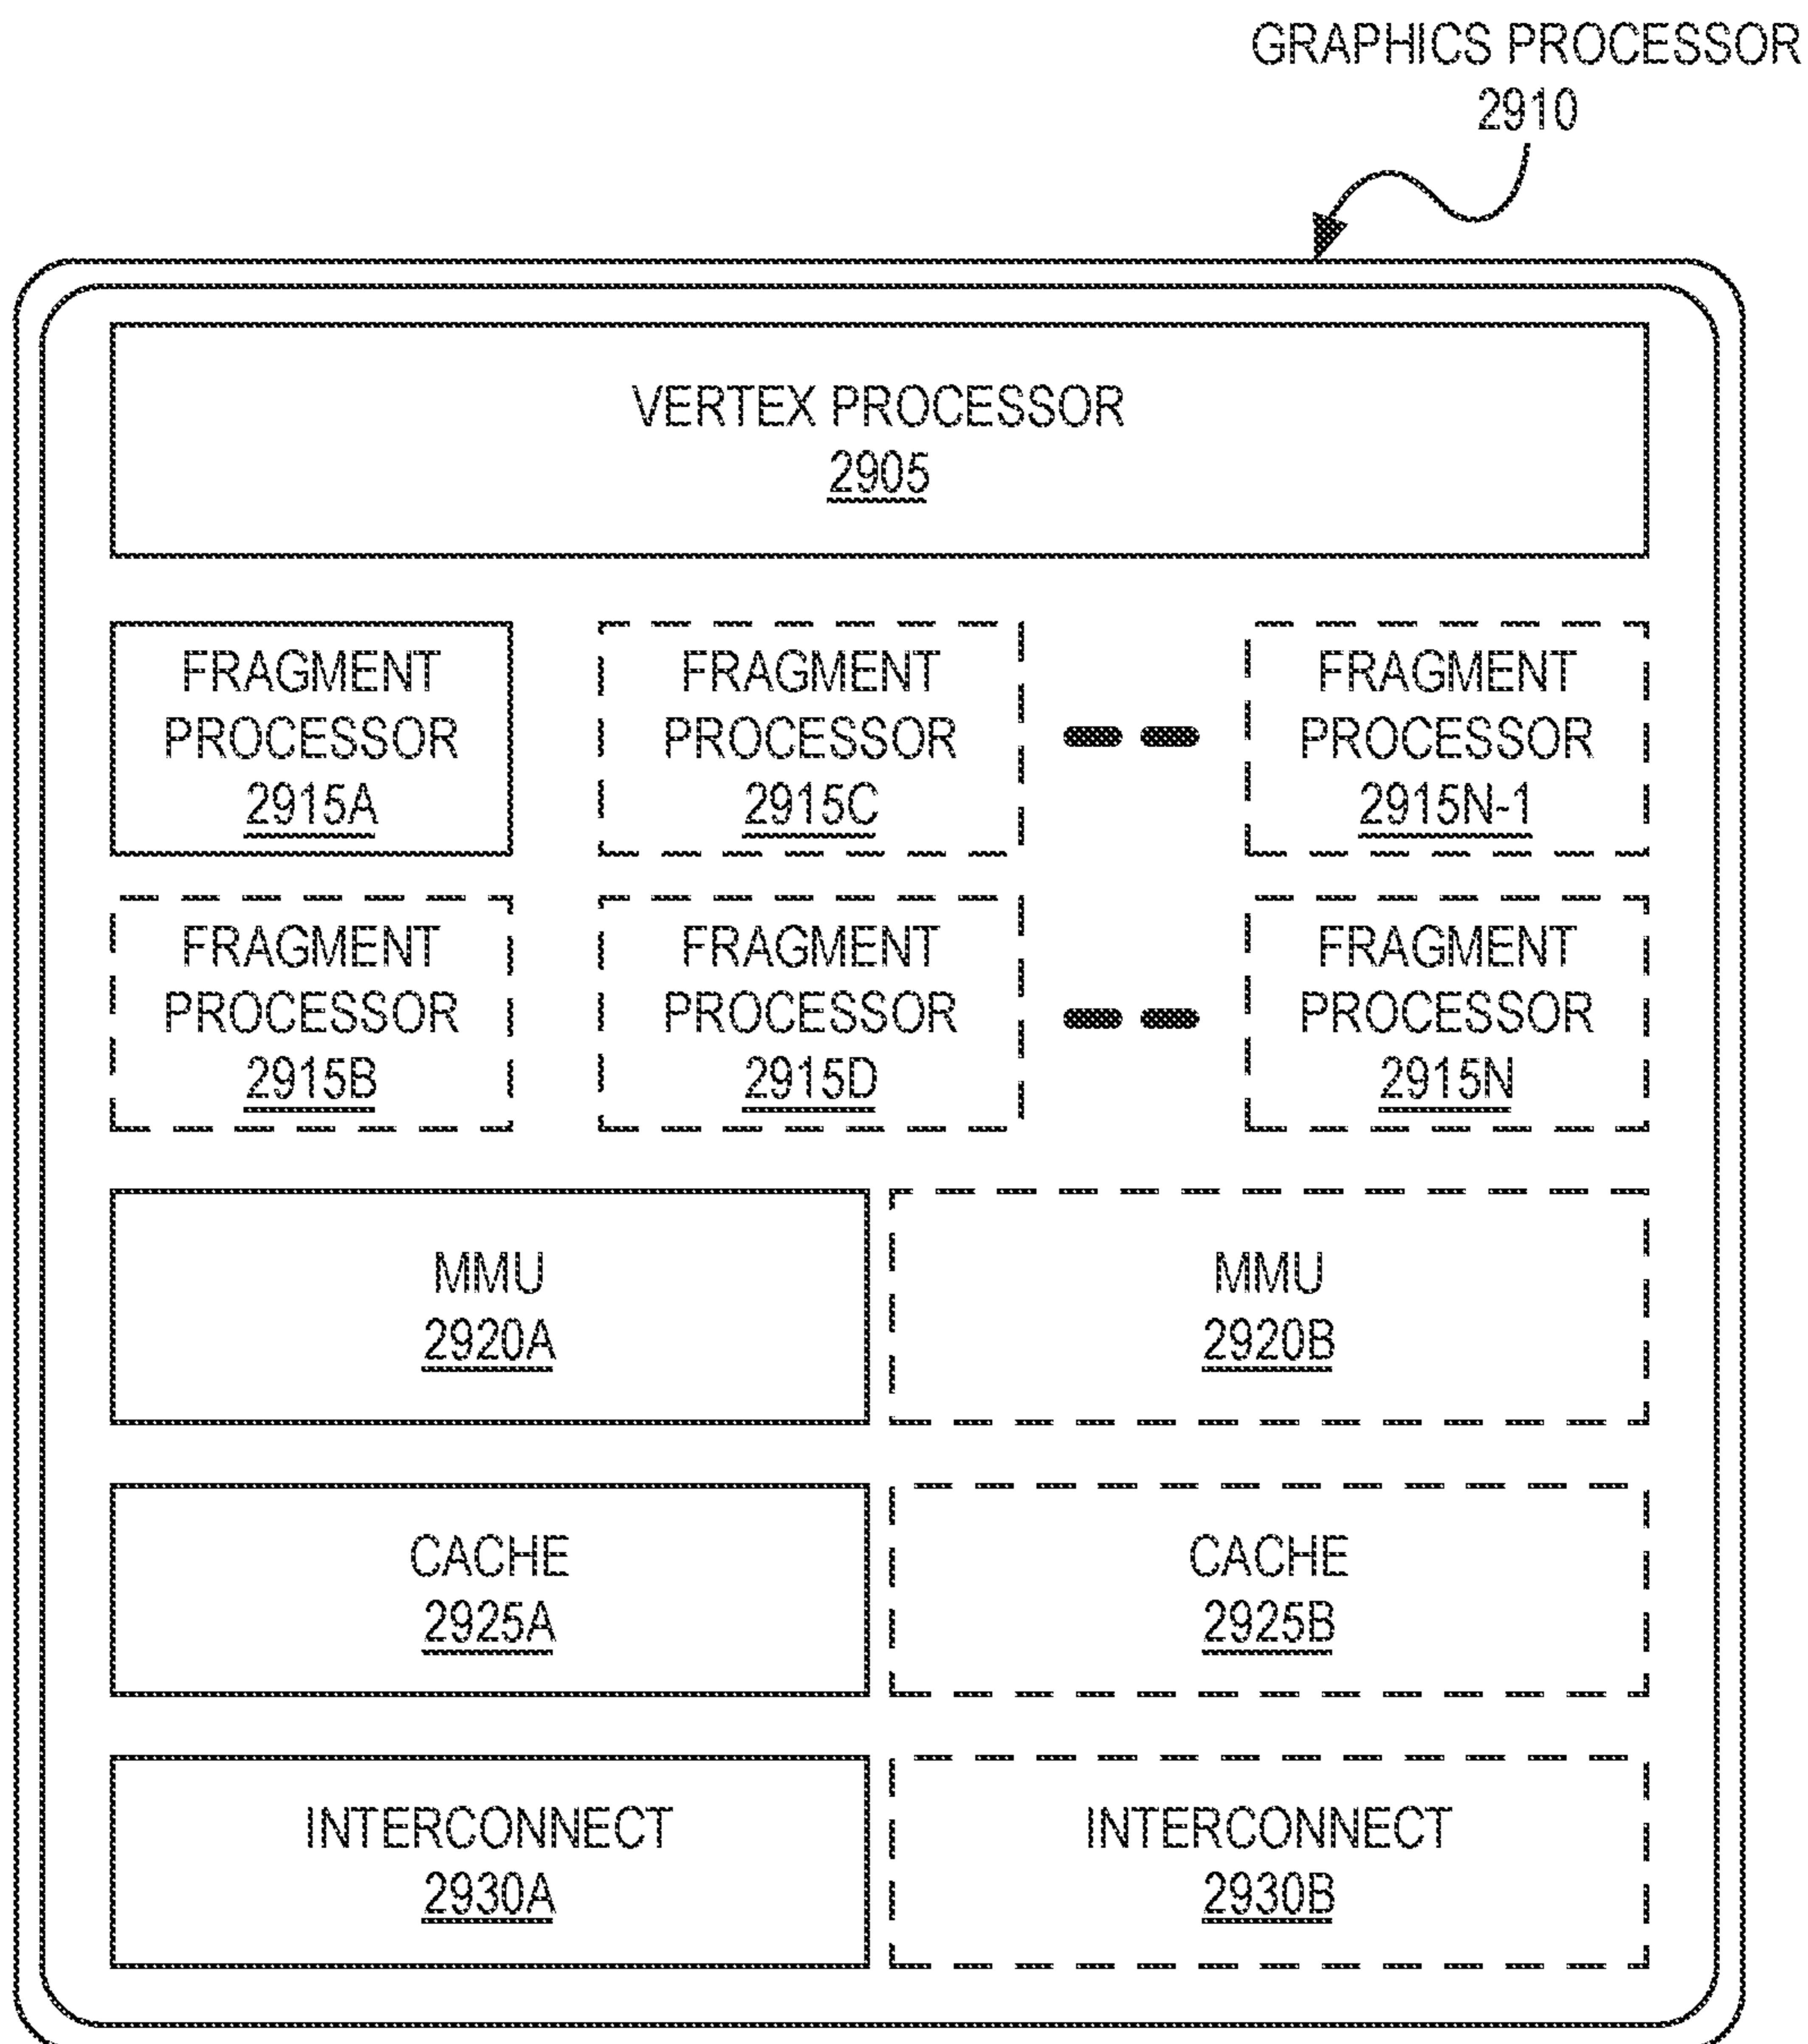 GRAPHICS PROCESSOR
2910
VERTEX PROCESSOR
2905
FRAGMENT
PROCESSOR
2915A
FRAGMENT
PROCESSOR
2915C
FRAGMENT
PROCESSOR
2915N-1
FRAGMENT
PROCESSOR
2915B
FRAGMENT
PROCESSOR
2915D
FRAGMENT
PROCESSOR
2915N
MMU
2920A
MMU
2920B
CACHE
2925A
CACHE
2925B
INTERCONNECT
2930A
INTERCONNECT
2930B